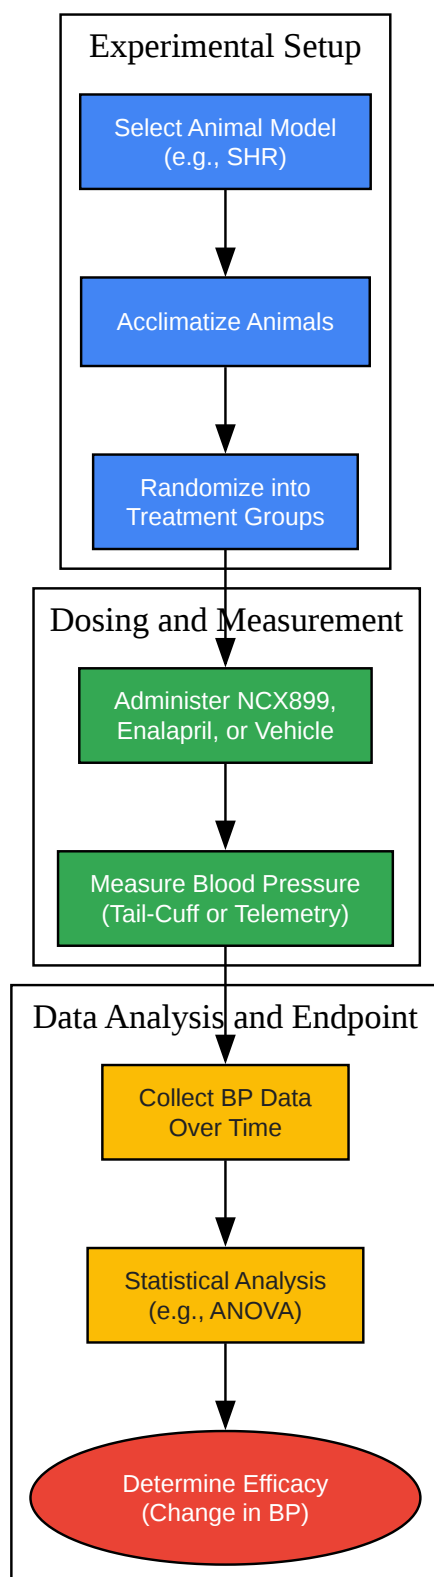 Experimental Setup
Select Animal Model
(e.g., SHR)
Acclimatize Animals
Randomize into
Treatment Groups
Dosing and Measurement
Administer NCX899,
Enalapril, or Vehicle
Measure Blood Pressure
(Tail-Cuff or Telemetry)
Data Analysis and Endpoint
Collect BP Data
Over Time
Statistical Analysis
(e.g., ANOVA)
Determine Efficacy
(Change in BP)